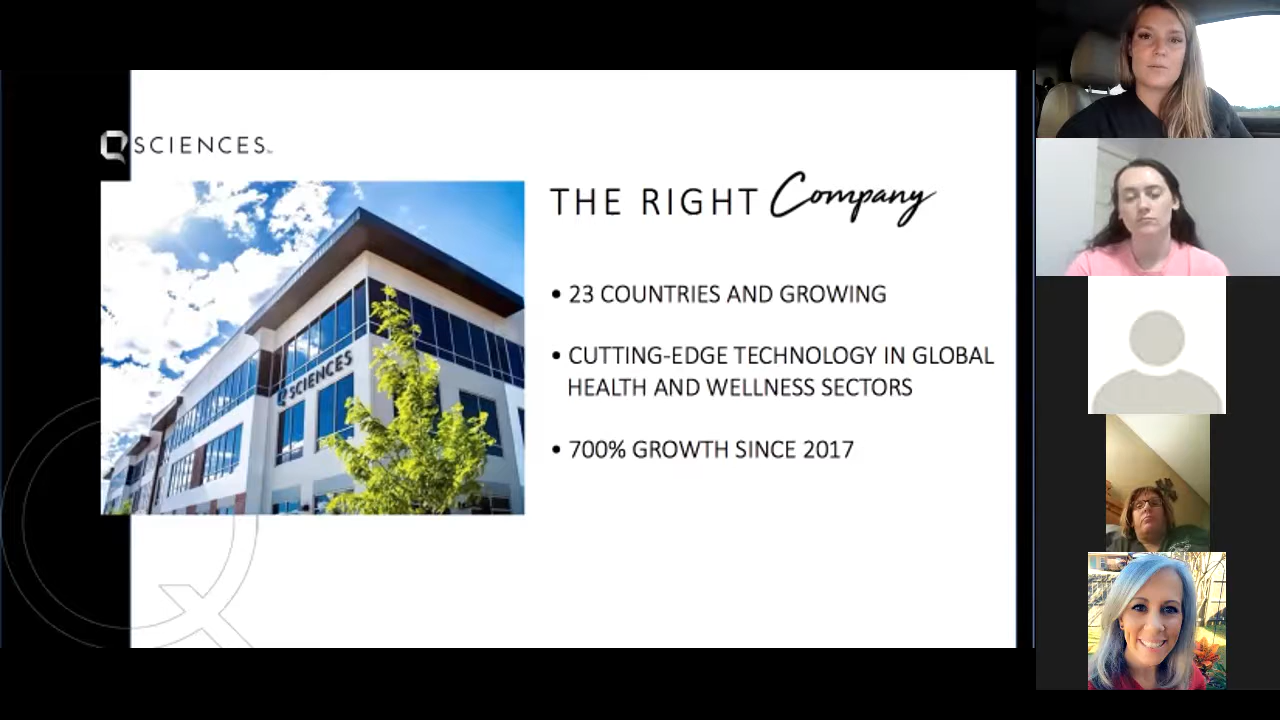 SCIENCES
THE RIGHT Company
• 23 COUNTRIES AND GROWING
• CUTTING-EDGE TECHNOLOGY IN GLOBAL
HEALTH AND WELLNESS SECTORS
• 700% GROWTH SINCE 2017
Q SCIENCES